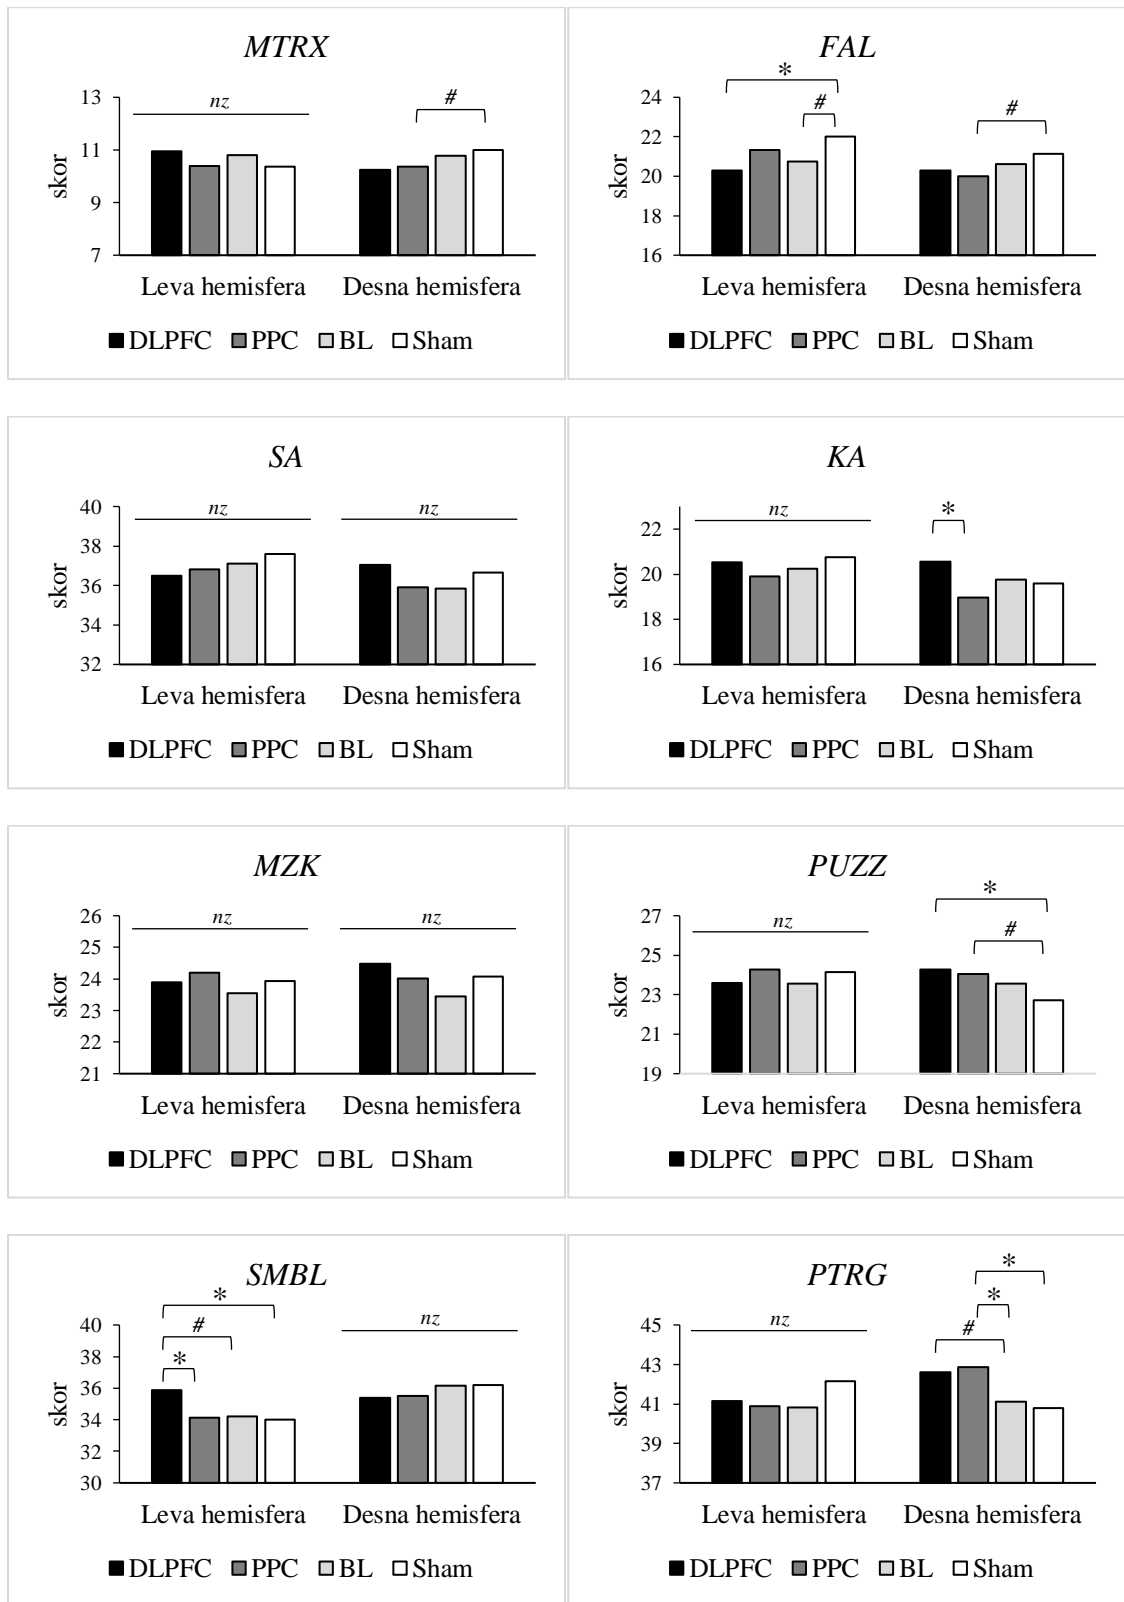 MTRX
13
11
9
7
skor
nz
#
Leva hemisfera Desna hemisfera
DLPFC PPC BL Sham
FAL
24
22
20
18
16
skor
*
#
#
Leva hemisfera Desna hemisfera
DLPFC PPC BL Sham
SA
40
38
36
34
32
skor
nz
nz
Leva hemisfera Desna hemisfera
DLPFC PPC BL Sham
KA
22
20
18
16
skor
nz
*
Leva hemisfera Desna hemisfera
DLPFC PPC BL Sham
MZK
26
25
24
23
22
21
skor
nz
nz
Leva hemisfera Desna hemisfera
DLPFC PPC BL Sham
PUZZ
27
25
23
21
19
skor
nz
*
#
Leva hemisfera Desna hemisfera
DLPFC PPC BL Sham
SMBL
40
38
36
34
32
30
skor
*
#
*
nz
Leva hemisfera Desna hemisfera
DLPFC PPC BL Sham
PTRG
45
43
41
39
37
skor
nz
*
*
#
Leva hemisfera Desna hemisfera
DLPFC PPC BL Sham